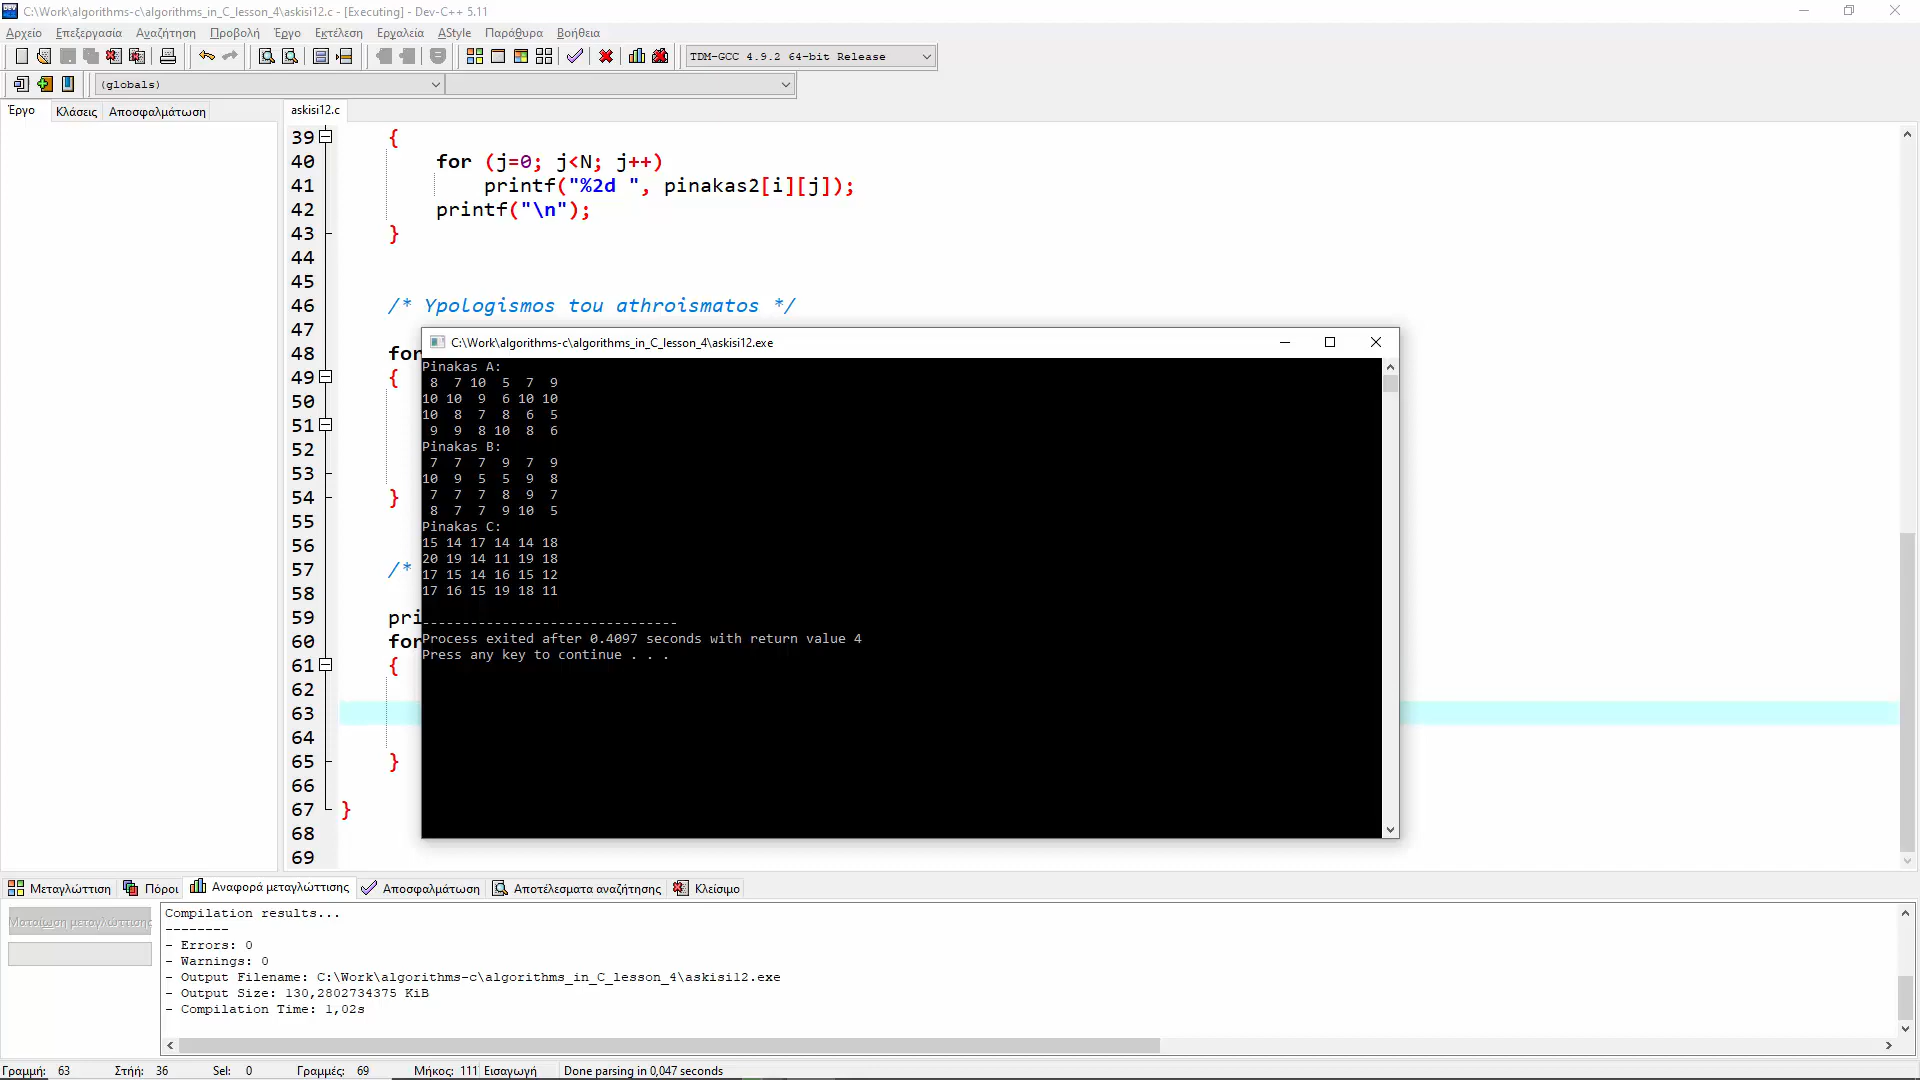 C:\Work\algorithms-c\algorithms_in_C_lesson_4\askisi12.c - [Executing] - Dev-C++ 5.11
Αρχείο Επεξεργασία Αναζήτηση Προβολή Έργο Εκτέλεση Εργαλεία AStyle Παράθυρα Βοήθεια
TDM-GCC 4.9.2 64-bit Release
(globals)
Έργο Κλάσεις Αποσφαλμάτωση
askisi12.c
39 {
40 for (j=0; j<N; j++)
41 printf("%2d ", pinakas2[i][j]);
42 printf("\n");
43 }
44
45
46 /* Ypologismos tou athroismatos */
47
48 for
49 {
50
51
52
53
54 }
55
56
57 /*
58
59 pri
60 for
61 {
62
63
64
65 }
66
67 }
68
69
C:\Work\algorithms-c\algorithms_in_C_lesson_4\askisi12.exe
Pinakas A:
8 7 10 5 7 9
10 10 9 6 10 10
10 8 7 8 6 5
9 9 8 10 8 6
Pinakas B:
7 7 7 9 7 9
10 9 5 5 9 8
7 7 7 8 9 7
8 7 7 9 10 5
Pinakas C:
15 14 17 14 14 18
20 19 14 11 19 18
17 15 14 16 15 12
17 16 15 19 18 11
--------------------------------
Process exited after 0.4097 seconds with return value 4
Press any key to continue . . .
Μεταγλώττιση Πόροι Αναφορά μεταγλώττισης Αποσφαλμάτωση Αποτέλεσματα αναζήτησης Κλείσιμο
Ματαίωση μεταγλώττισης
Compilation results...
--------
- Errors: 0
- Warnings: 0
- Output Filename: C:\Work\algorithms-c\algorithms_in_C_lesson_4\askisi12.exe
- Output Size: 130,2802734375 KiB
- Compilation Time: 1,02s
Γραμμή: 63 Στήή: 36 Sel: 0 Γραμμές: 69 Μήκος: 111 Εισαγωγή Done parsing in 0,047 seconds